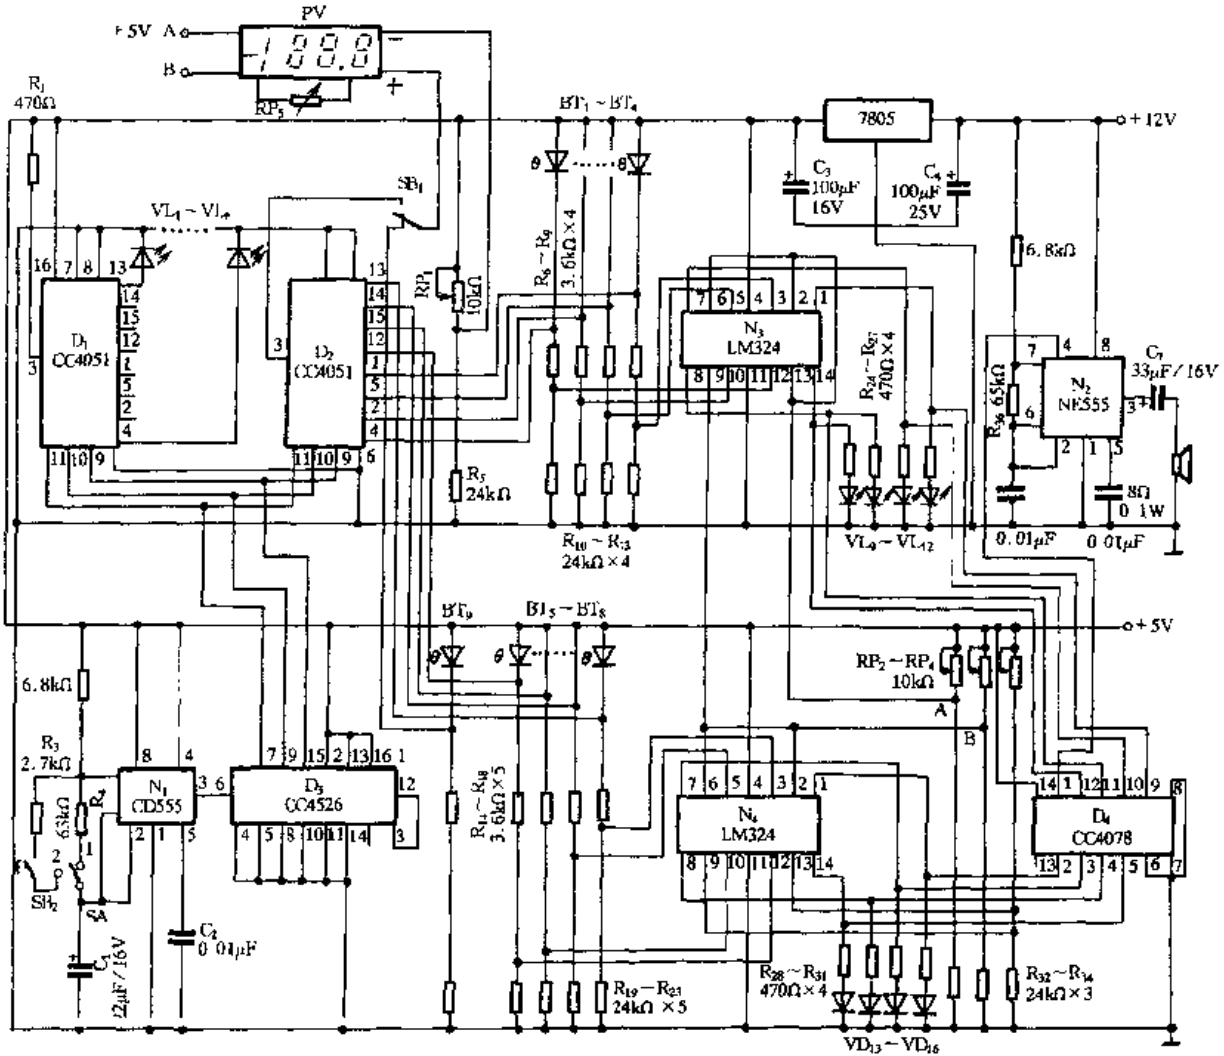 PV
+5V A
B
-188.8
−
+
RP₅
R₁
470Ω
BT₁~BT₄
7805
+12V
θ
θ
C₃
100μF
16V
C₄
100μF
25V
+
+
SB₁
VL₁~VL₄
RP₁
10kΩ
R₆~R₉
3.6kΩ×4
6.8kΩ
16 7 8 13
14
15
12
1
5
2
4
3
D₁
CC4051
11 10 9
13
14
15
12
1
5
2
4
6
3
D₂
CC4051
11 10 9
7 6 5 4 3 2 1
N₃
LM324
8 9 10 11 12 13 14
R₂₄~R₂₇
470Ω×4
7
4
8
C₇
33μF/16V
N₂
NE555
3
+
6
2 1 5
R₃₆ 65kΩ
8Ω
0.1W
0.01μF
0.01μF
R₅
24kΩ
R₁₀~R₁₃
24kΩ×4
VL₉~VL₁₂
BT₉
BT₅~BT₈
θ
θ
+5V
6.8kΩ
RP₂~RP₄
10kΩ
A
B
R₃
2.7kΩ
R₄
63kΩ
8 4
N₁
CD555
3
2 1 5
6
7 9 15 2 13 16 1
D₃
CC4526
12
3
4 5 8 10 11 14
R₁₄~R₁₈
3.6kΩ×5
7 6 5 4 3 2 1
N₄
LM324
8 9 10 11 12 13 14
14 1 12 11 10 9
8
D₄
CC4078
13 2 3 4 5 6 7
2
1
SB₂
SA
C₁
+
C₂
0.01μF
R₁₉~R₂₃
24kΩ×5
R₂₈~R₃₁
470Ω×4
R₃₂~R₃₄
24kΩ×3
VD₁₃~VD₁₆